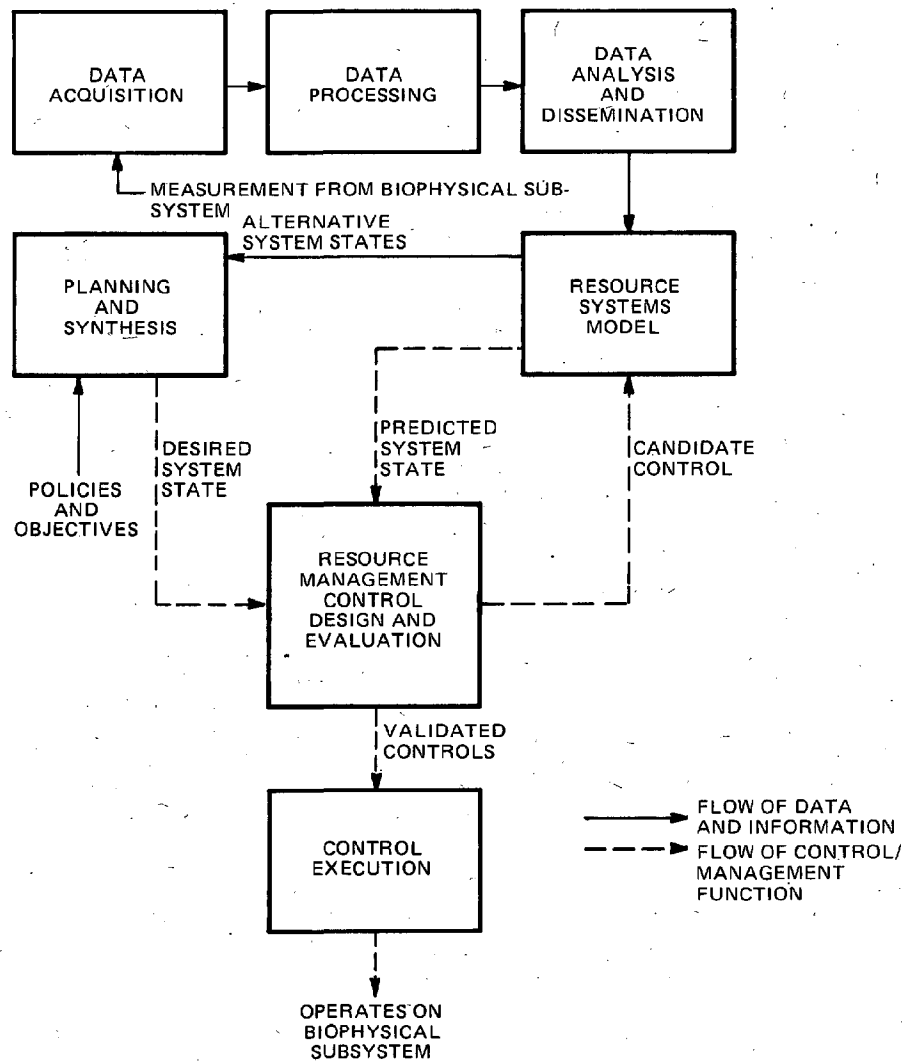 DATA
ACQUISITION
DATA
PROCESSING
DATA
ANALYSIS
AND
DISSEMINATION
MEASUREMENT FROM BIOPHYSICAL SUB-
SYSTEM
ALTERNATIVE
SYSTEM STATES
PLANNING
AND
SYNTHESIS
RESOURCE
SYSTEMS
MODEL
DESIRED
SYSTEM
STATE
PREDICTED
SYSTEM
STATE
CANDIDATE
CONTROL
POLICIES
AND
OBJECTIVES
RESOURCE
MANAGEMENT
CONTROL
DESIGN AND
EVALUATION
VALIDATED
CONTROLS
CONTROL
EXECUTION
FLOW OF DATA
AND INFORMATION
FLOW OF CONTROL/
MANAGEMENT
FUNCTION
OPERATES ON
BIOPHYSICAL
SUBSYSTEM